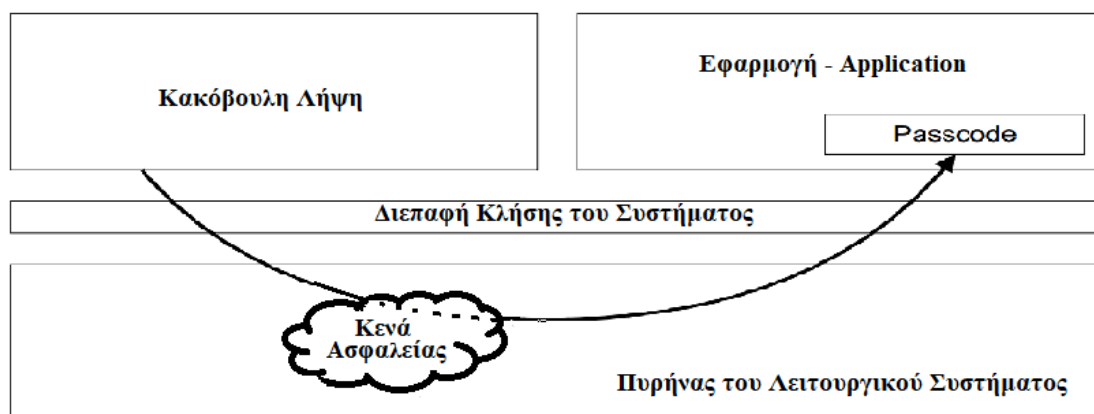 Κακόβουλη Λήψη
Εφαρμογή - Application
Passcode
Διεπαφή Κλήσης του Συστήματος
Κενά
Ασφαλείας
Πυρήνας του Λειτουργικού Συστήματος